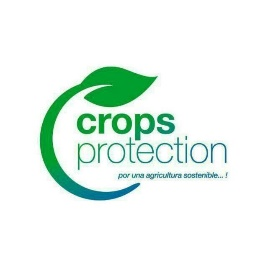 crops
protection
por una agricultura sostenible... !